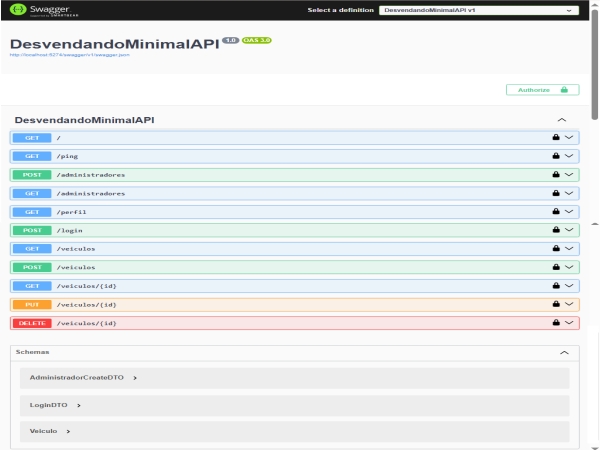 Swagger
Supported by SMARTBEAR
Select a definition
DesvendandoMinimalAPI v1
DesvendandoMinimalAPI 1.0 OAS 3.0
http://localhost:5274/swagger/v1/swagger.json
Authorize
DesvendandoMinimalAPI
GET /
GET /ping
POST /administradores
GET /administradores
GET /perfil
POST /login
GET /veiculos
POST /veiculos
GET /veiculos/{id}
PUT /veiculos/{id}
DELETE /veiculos/{id}
Schemas
AdministradorCreateDTO
LoginDTO
Veiculo